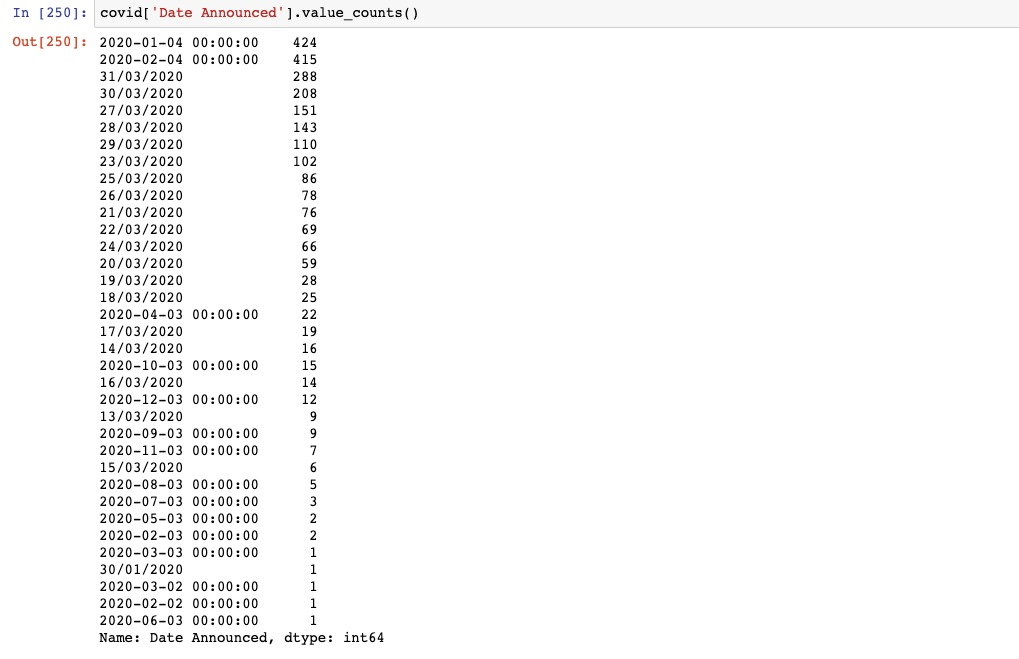 In [250]: covid['Date Announced'].value_counts()
Out[250]: 2020-01-04 00:00:00    424
2020-02-04 00:00:00    415
31/03/2020             288
30/03/2020             208
27/03/2020             151
28/03/2020             143
29/03/2020             110
23/03/2020             102
25/03/2020              86
26/03/2020              78
21/03/2020              76
22/03/2020              69
24/03/2020              66
20/03/2020              59
19/03/2020              28
18/03/2020              25
2020-04-03 00:00:00     22
17/03/2020              19
14/03/2020              16
2020-10-03 00:00:00     15
16/03/2020              14
2020-12-03 00:00:00     12
13/03/2020               9
2020-09-03 00:00:00      9
2020-11-03 00:00:00      7
15/03/2020               6
2020-08-03 00:00:00      5
2020-07-03 00:00:00      3
2020-05-03 00:00:00      2
2020-02-03 00:00:00      2
2020-03-03 00:00:00      1
30/01/2020               1
2020-03-02 00:00:00      1
2020-02-02 00:00:00      1
2020-06-03 00:00:00      1
Name: Date Announced, dtype: int64